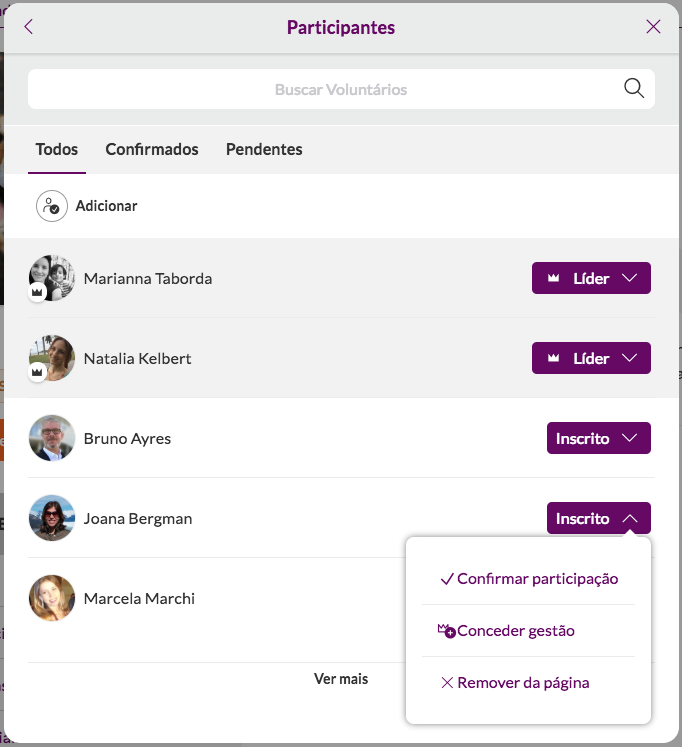 Participantes
Buscar Voluntários
Todos Confirmados Pendentes
Adicionar
Marianna Taborda Líder
Natalia Kelbert Líder
Bruno Ayres Inscrito
Joana Bergman Inscrito
Confirmar participação
Marcela Marchi
Conceder gestão
Ver mais
Remover da página